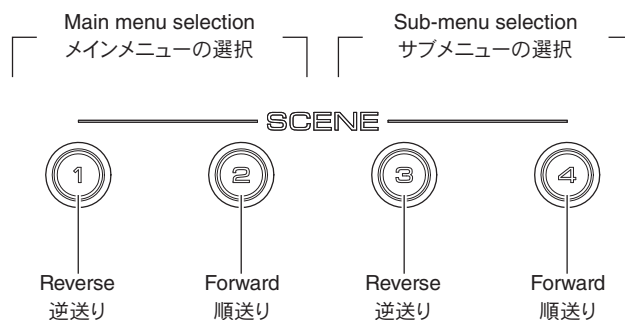 Main menu selection
メインメニューの選択
Sub-menu selection
サブメニューの選択
SCENE
1
2
3
4
Reverse
逆送り
Forward
順送り
Reverse
逆送り
Forward
順送り